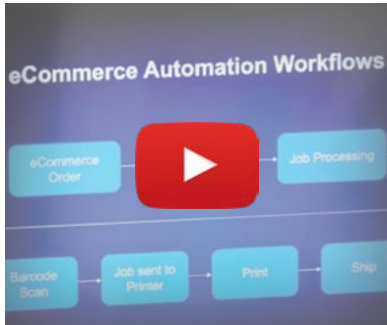 eCommerce Automation Workflows
eCommerce
Order
Job Processing
Barcode
Scan
Job sent to
Printer
Print
Ship